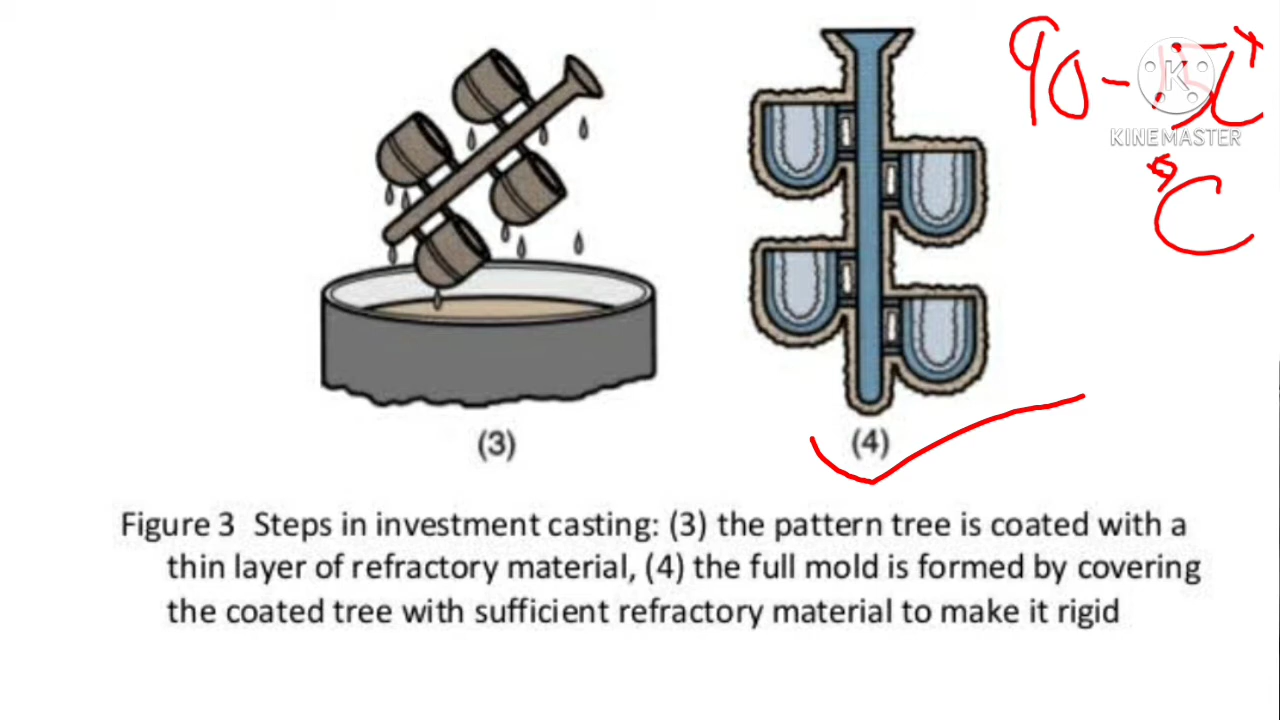 KINEMASTER
(3)
(4)
Figure 3 Steps in investment casting: (3) the pattern tree is coated with a
thin layer of refractory material, (4) the full mold is formed by covering
the coated tree with sufficient refractory material to make it rigid